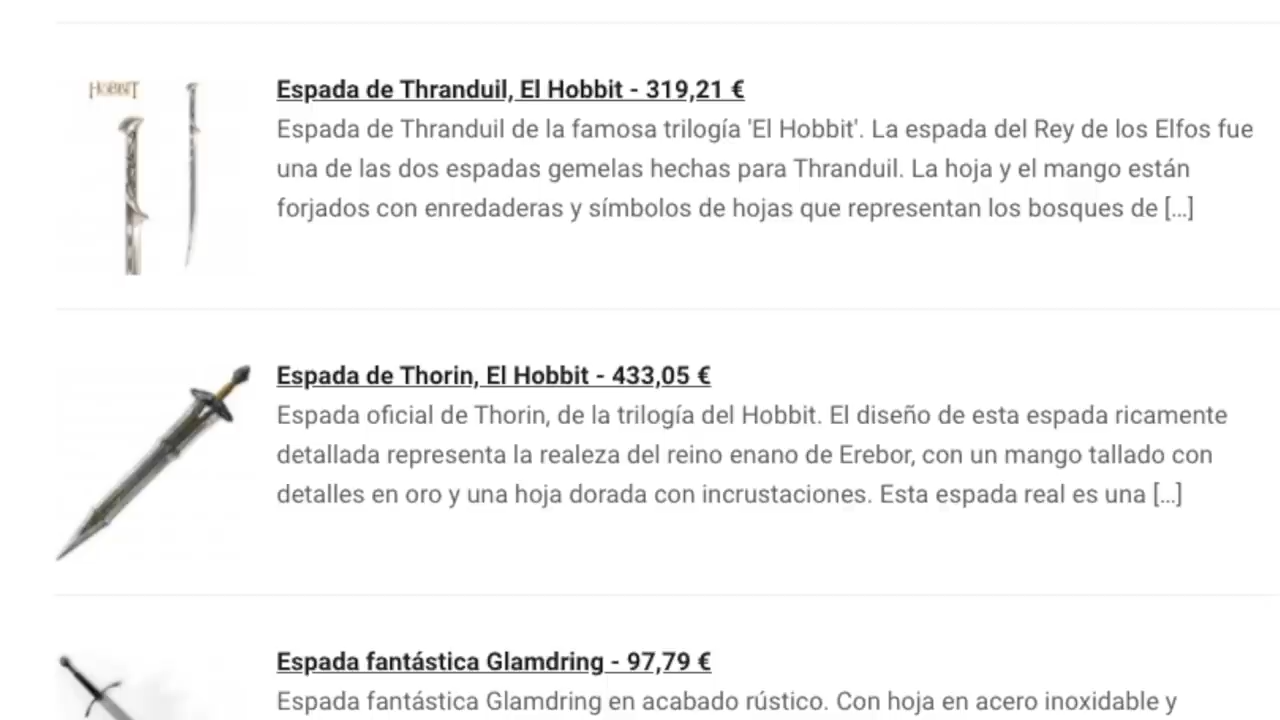 HOBBIT
Espada de Thranduil, El Hobbit - 319,21 €
Espada de Thranduil de la famosa trilogía 'El Hobbit'. La espada del Rey de los Elfos fue
una de las dos espadas gemelas hechas para Thranduil. La hoja y el mango están
forjados con enredaderas y símbolos de hojas que representan los bosques de [...]
Espada de Thorin, El Hobbit - 433,05 €
Espada oficial de Thorin, de la trilogía del Hobbit. El diseño de esta espada ricamente
detallada representa la realeza del reino enano de Erebor, con un mango tallado con
detalles en oro y una hoja dorada con incrustaciones. Esta espada real es una [...]
Espada fantástica Glamdring - 97,79 €
Espada fantástica Glamdring en acabado rústico. Con hoja en acero inoxidable y